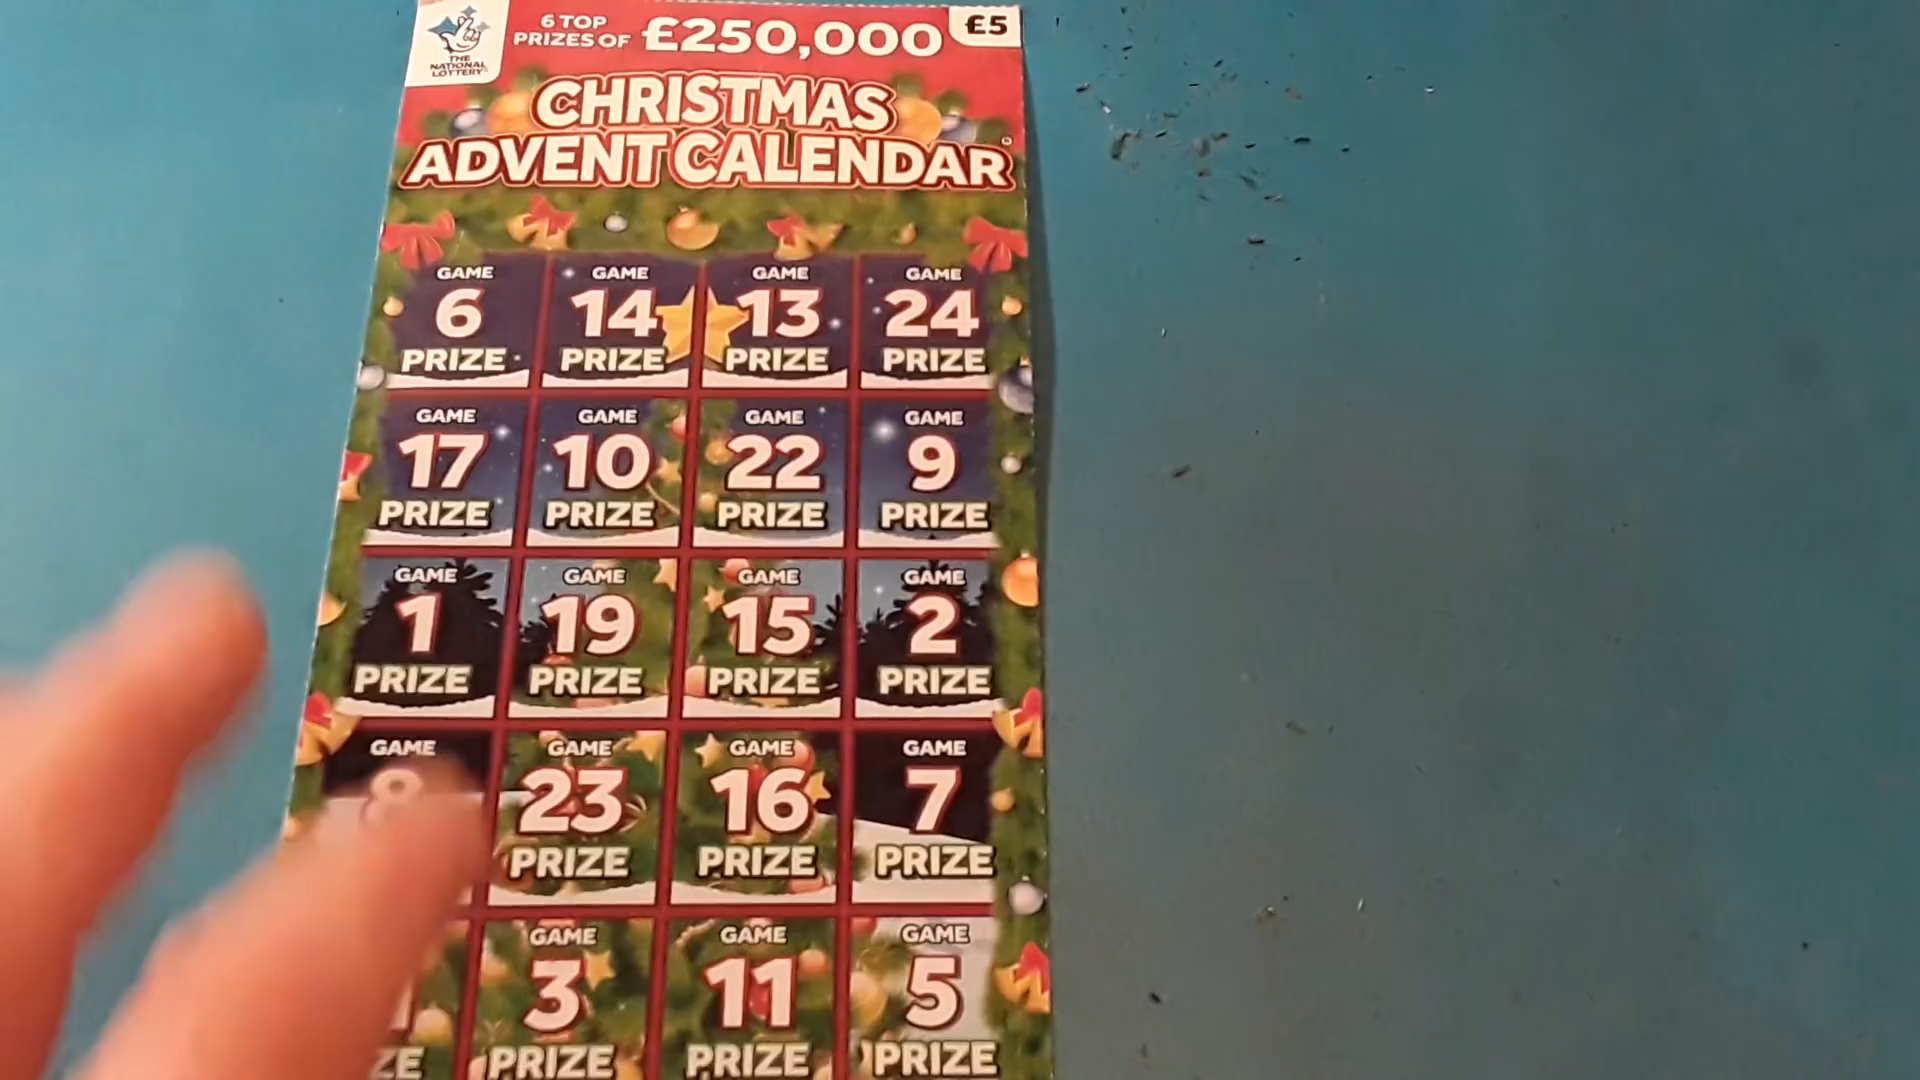 THE
NATIONAL
LOTTERY
6 TOP
PRIZES OF £250,000
£5
CHRISTMAS
ADVENT CALENDAR
GAME GAME GAME GAME
6 14 13 24
PRIZE PRIZE PRIZE PRIZE
GAME GAME GAME GAME
17 10 22 9
PRIZE PRIZE PRIZE PRIZE
GAME GAME GAME GAME
1 19 15 2
PRIZE PRIZE PRIZE PRIZE
GAME GAME GAME GAME
8 23 16 7
PRIZE PRIZE PRIZE
GAME GAME GAME
3 11 5
PRIZE PRIZE PRIZE